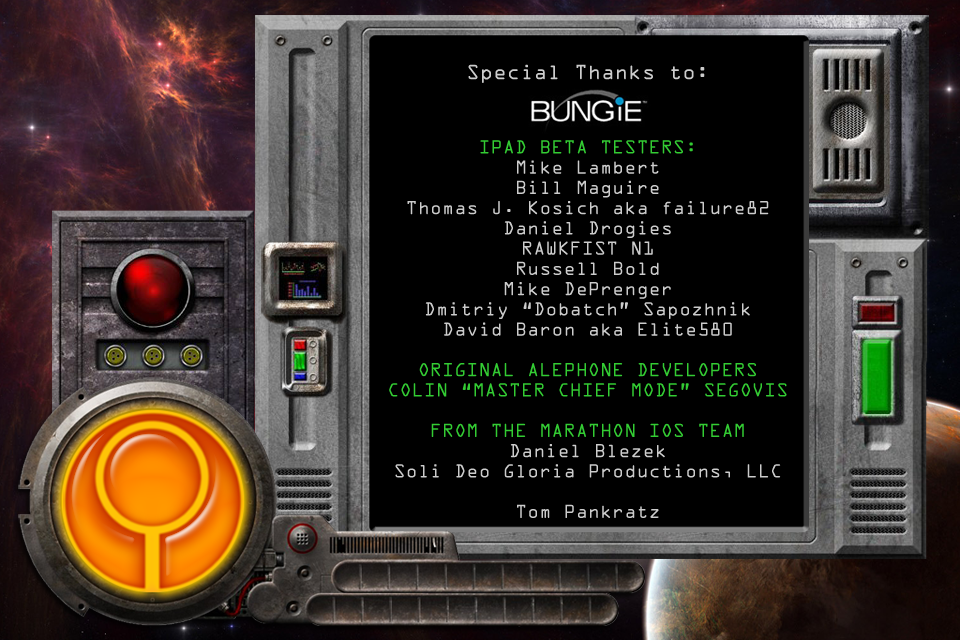 Special Thanks to:
BUNGiE™
IPAD BETA TESTERS:
Mike Lambert
Bill Maguire
Thomas J. Kosich aka failure82
Daniel Drogies
RAWKFIST N1
Russell Bold
Mike DePrenger
Dmitriy “Dobatch” Sapozhnik
David Baron aka Elite580
ORIGINAL ALEPHONE DEVELOPERS
COLIN “MASTER CHIEF MODE” SEGOVIS
FROM THE MARATHON IOS TEAM
Daniel Blezek
Soli Deo Gloria Productions, LLC
Tom Pankratz